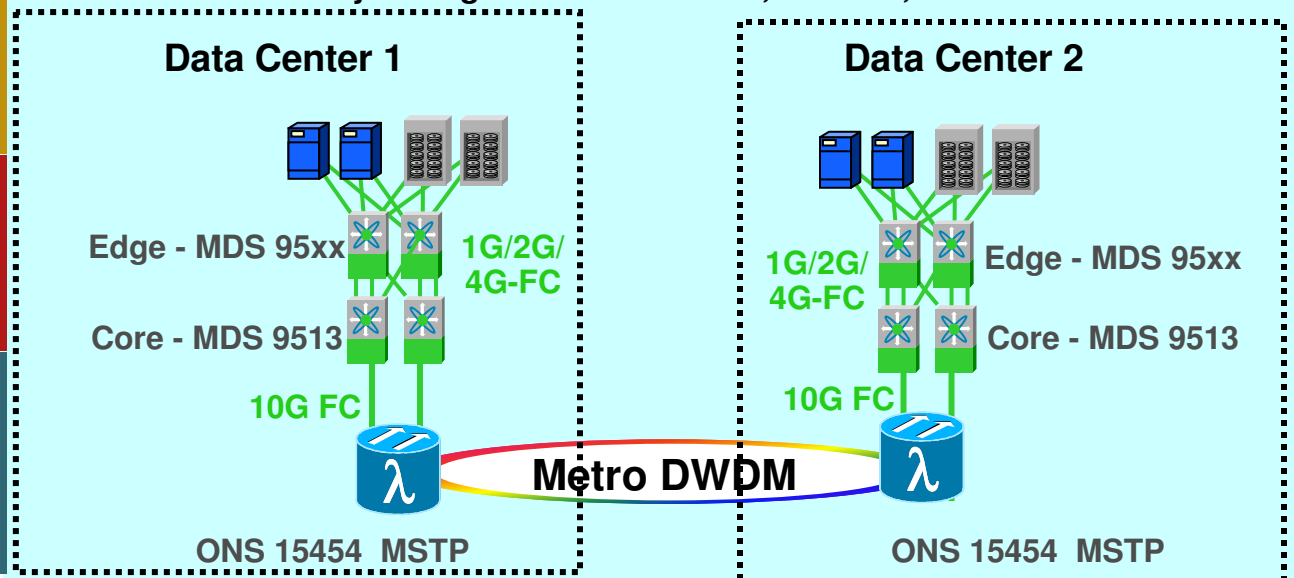 Data Center 1
Data Center 2
Edge - MDS 95xx
1G/2G/
4G-FC
1G/2G/
4G-FC
Edge - MDS 95xx
Core - MDS 9513
Core - MDS 9513
10G FC
10G FC
λ
Metro DWDM
λ
ONS 15454 MSTP
ONS 15454 MSTP